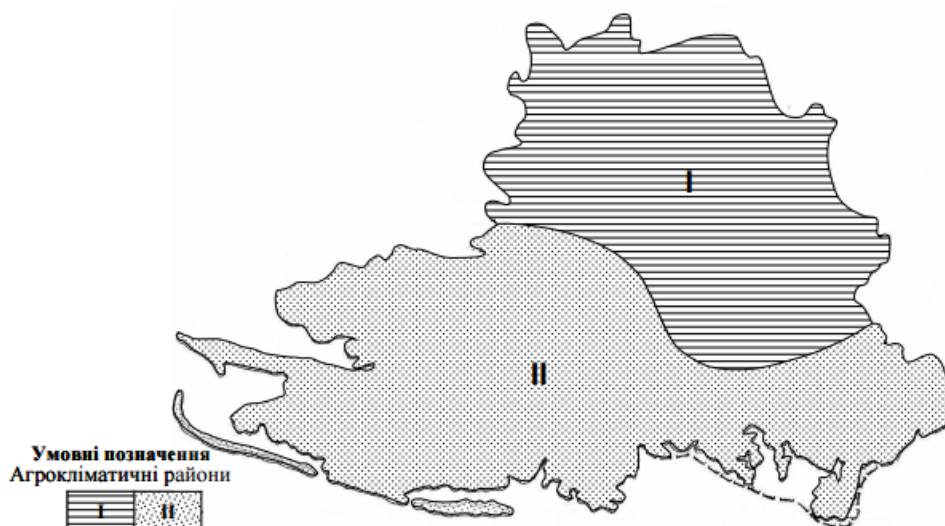 I
II
Умовні позначення
Агрокліматичні райони
I II